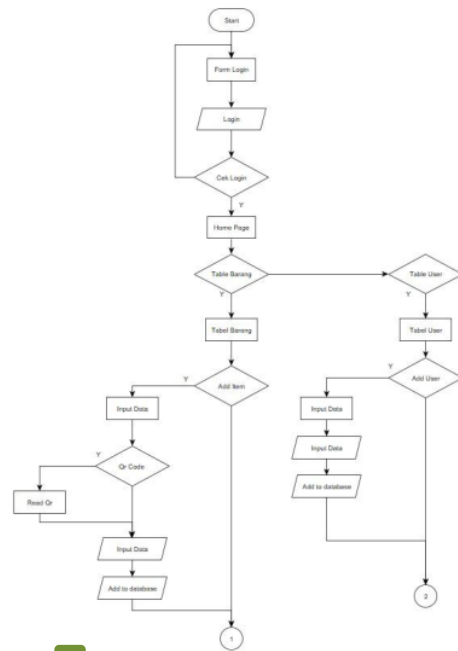 Start
Form Login
Login
Cek Login
Y
Home Page
Table Barang
Table User
Y
Y
Tabel Barang
Tabel User
Add Item
Add User
Y
Y
Input Data
Input Data
Input Data
Qr Code
Y
Add to database
Read Qr
Input Data
Add to database
2
1